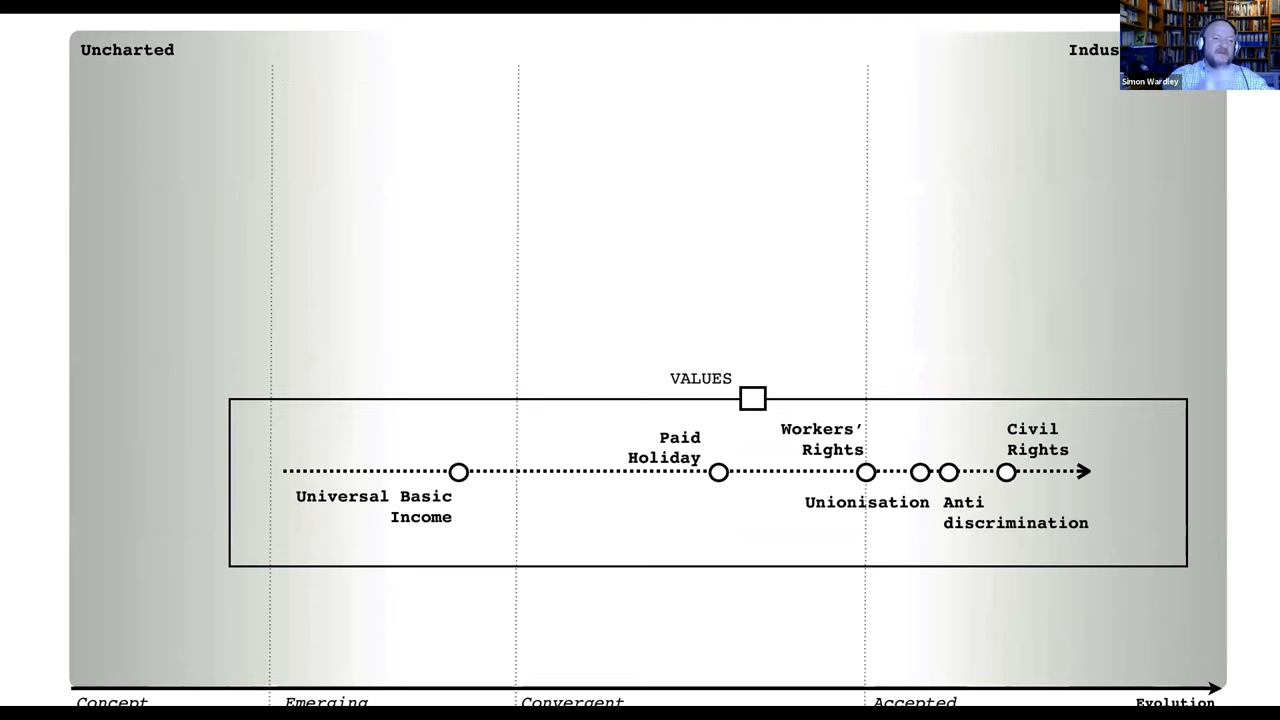 Uncharted
Indus
Simon Wardley
VALUES
Paid
Holiday
Workers’
Rights
Civil
Rights
Universal Basic
Income
Unionisation
Anti
discrimination
Concept
Emerging
Convergent
Accepted
Evolution